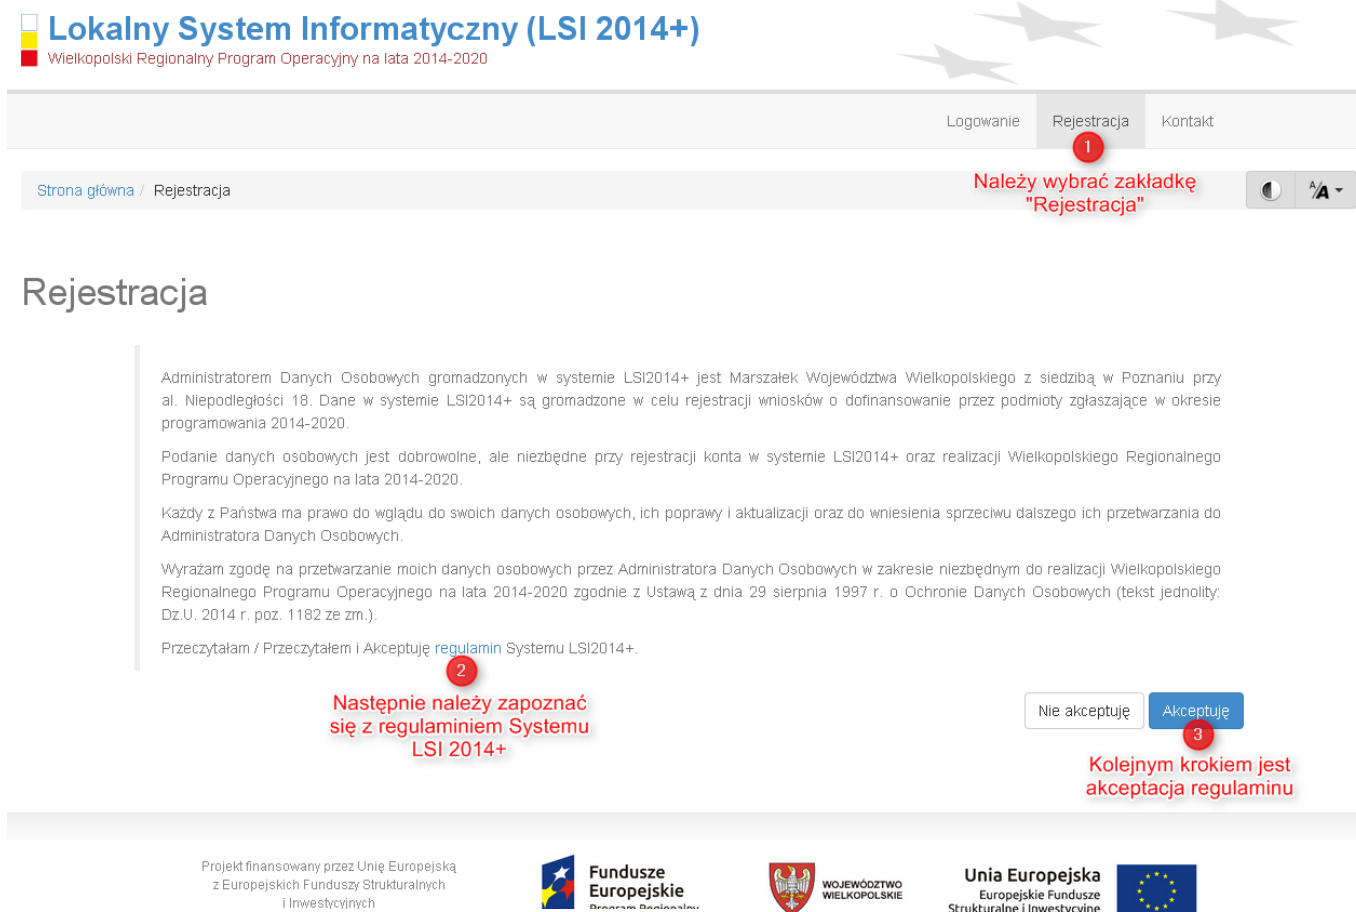 Lokalny System Informatyczny (LSI 2014+)
Wielkopolski Regionalny Program Operacyjny na lata 2014-2020
Logowanie Rejestracja Kontakt
1
Należy wybrać zakładkę
"Rejestracja"
Strona główna / Rejestracja
A/A
Rejestracja
Administratorem Danych Osobowych gromadzonych w systemie LSI2014+ jest Marszałek Województwa Wielkopolskiego z siedzibą w Poznaniu przy
al. Niepodległości 18. Dane w systemie LSI2014+ są gromadzone w celu rejestracji wniosków o dofinansowanie przez podmioty zgłaszające w okresie
programowania 2014-2020.
Podanie danych osobowych jest dobrowolne, ale niezbędne przy rejestracji konta w systemie LSI2014+ oraz realizacji Wielkopolskiego Regionalnego
Programu Operacyjnego na lata 2014-2020.
Każdy z Państwa ma prawo do wglądu do swoich danych osobowych, ich poprawy i aktualizacji oraz do wniesienia sprzeciwu dalszego ich przetwarzania do
Administratora Danych Osobowych.
Wyrażam zgodę na przetwarzanie moich danych osobowych przez Administratora Danych Osobowych w zakresie niezbędnym do realizacji Wielkopolskiego
Regionalnego Programu Operacyjnego na lata 2014-2020 zgodnie z Ustawą z dnia 29 sierpnia 1997 r. o Ochronie Danych Osobowych (tekst jednolity:
Dz.U. 2014 r. poz. 1182 ze zm.).
Przeczytałam / Przeczytałem i Akceptuję regulamin Systemu LSI2014+.
2
Następnie należy zapoznać
się z regulaminiem Systemu
LSI 2014+
Nie akceptuję Akceptuję
3
Kolejnym krokiem jest
akceptacja regulaminu
Projekt finansowany przez Unię Europejską
z Europejskich Funduszy Strukturalnych
i Inwestycyjnych
Fundusze
Europejskie
Program Regionalny
WOJEWÓDZTWO
WIELKOPOLSKIE
Unia Europejska
Europejskie Fundusze
Strukturalne i Inwestycyjne